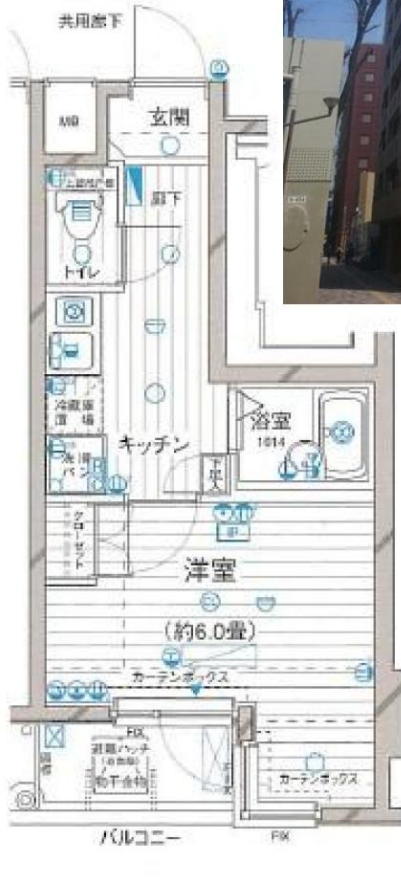 共用廊下
MB
玄関
廊下
トイレ
冷蔵庫
置場
キッチン
洗濯
パン
浴室
1014
クローゼット
洋室
(約6.0畳)
カーテンボックス
FIX
避難ハッチ
物干金物
カーテンボックス
バルコニー
FIX